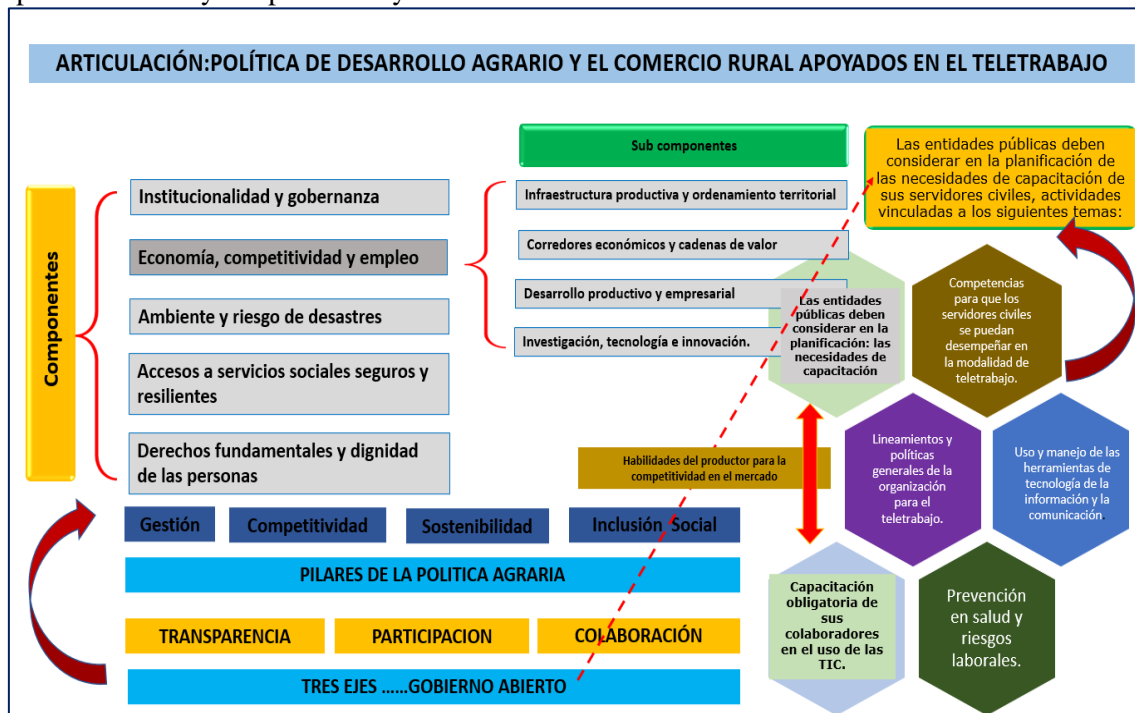 ARTICULACIÓN:POLÍTICA DE DESARROLLO AGRARIO Y EL COMERCIO RURAL APOYADOS EN EL TELETRABAJO
Componentes
Institucionalidad y gobernanza
Economía, competitividad y empleo
Ambiente y riesgo de desastres
Accesos a servicios sociales seguros y
resilientes
Derechos fundamentales y dignidad
de las personas
Sub componentes
Infraestructura productiva y ordenamiento territorial
Corredores económicos y cadenas de valor
Desarrollo productivo y empresarial
Investigación, tecnología e innovación.
Las entidades públicas deben
considerar en la planificación de
las necesidades de capacitación de
sus servidores civiles, actividades
vinculadas a los siguientes temas:
Las entidades
públicas deben
considerar en la
planificación: las
necesidades de
capacitación
Competencias
para que los
servidores civiles
se puedan
desempeñar en
la modalidad de
teletrabajo.
Lineamientos y
políticas
generales de la
organización
para el
teletrabajo.
Uso y manejo de las
herramientas de
tecnología de la
información y la
comunicación.
Habilidades del productor para la
competitividad en el mercado
Capacitación
obligatoria de
sus
colaboradores
en el uso de las
TIC.
Prevención
en salud y
riesgos
laborales.
Gestión
Competitividad
Sostenibilidad
Inclusión Social
PILARES DE LA POLITICA AGRARIA
TRANSPARENCIA
PARTICIPACION
COLABORACIÓN
TRES EJES ......GOBIERNO ABIERTO